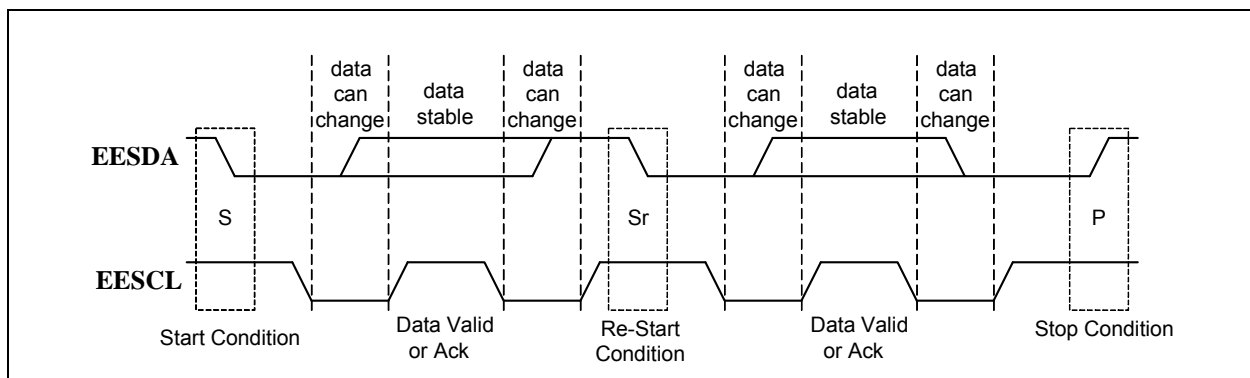 data
can
change
data
stable
data
can
change
data
can
change
data
stable
data
can
change
EESDA
S
Sr
P
EESCL
Start Condition
Data Valid
or Ack
Re-Start
Condition
Data Valid
or Ack
Stop Condition